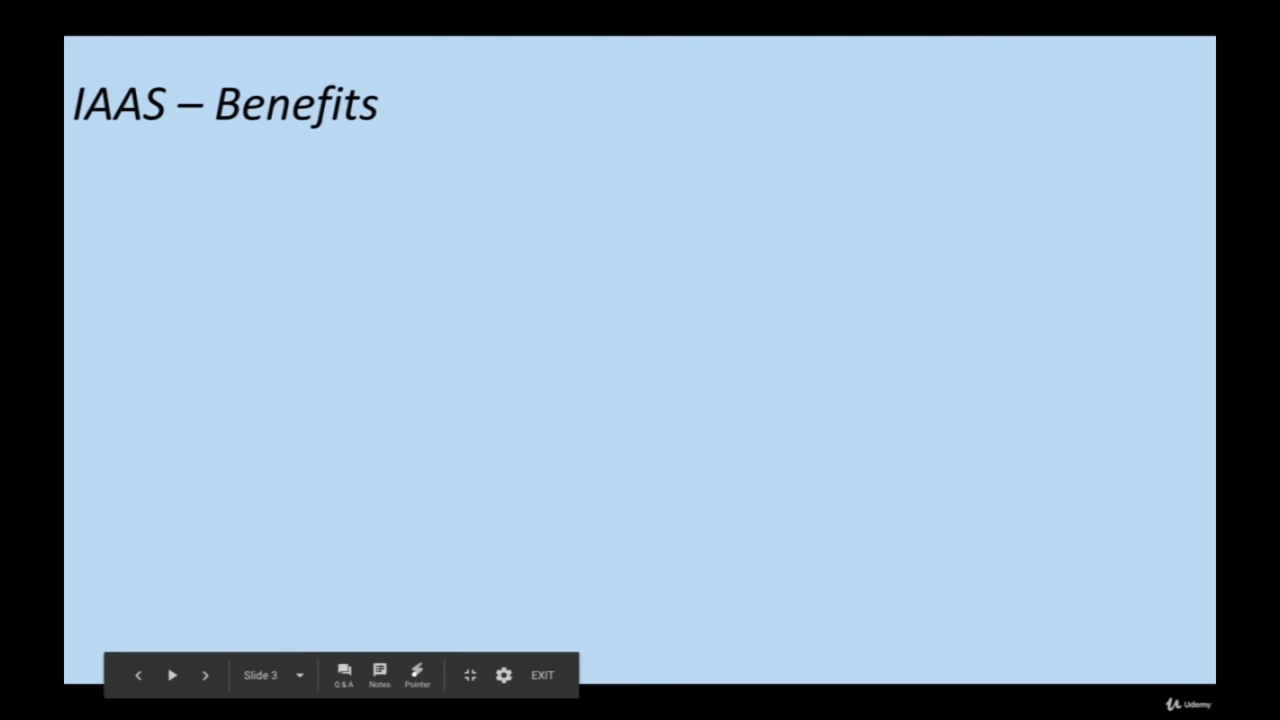 IAAS – Benefits
Slide 3
Q & A
Notes
Pointer
EXIT
Udemy